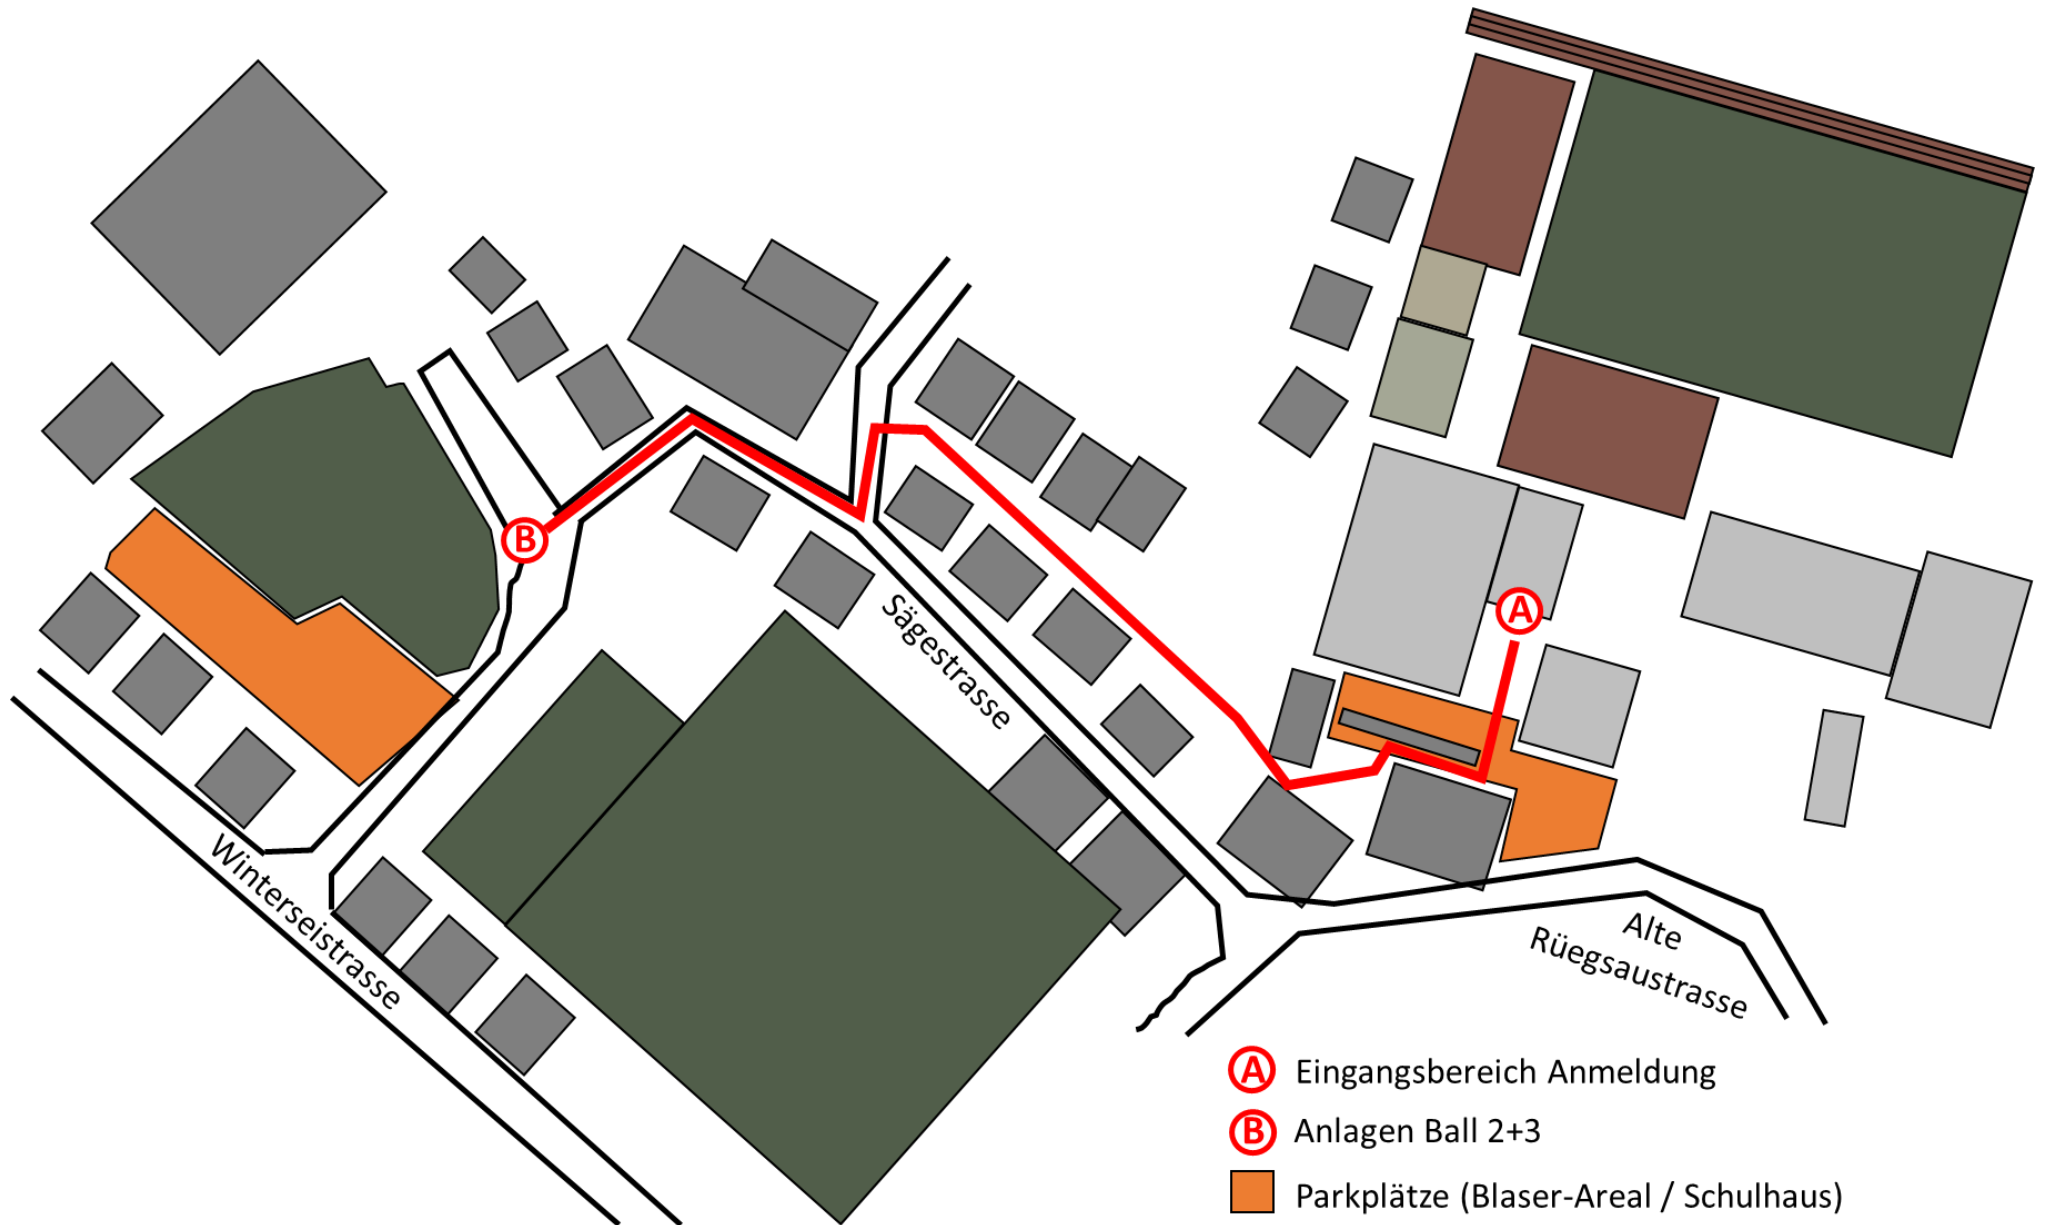 B
A
Sägestrasse
Winterseistrasse
Alte
Rüegsaustrasse
A Eingangsbereich Anmeldung
B Anlagen Ball 2+3
Parkplätze (Blaser-Areal / Schulhaus)